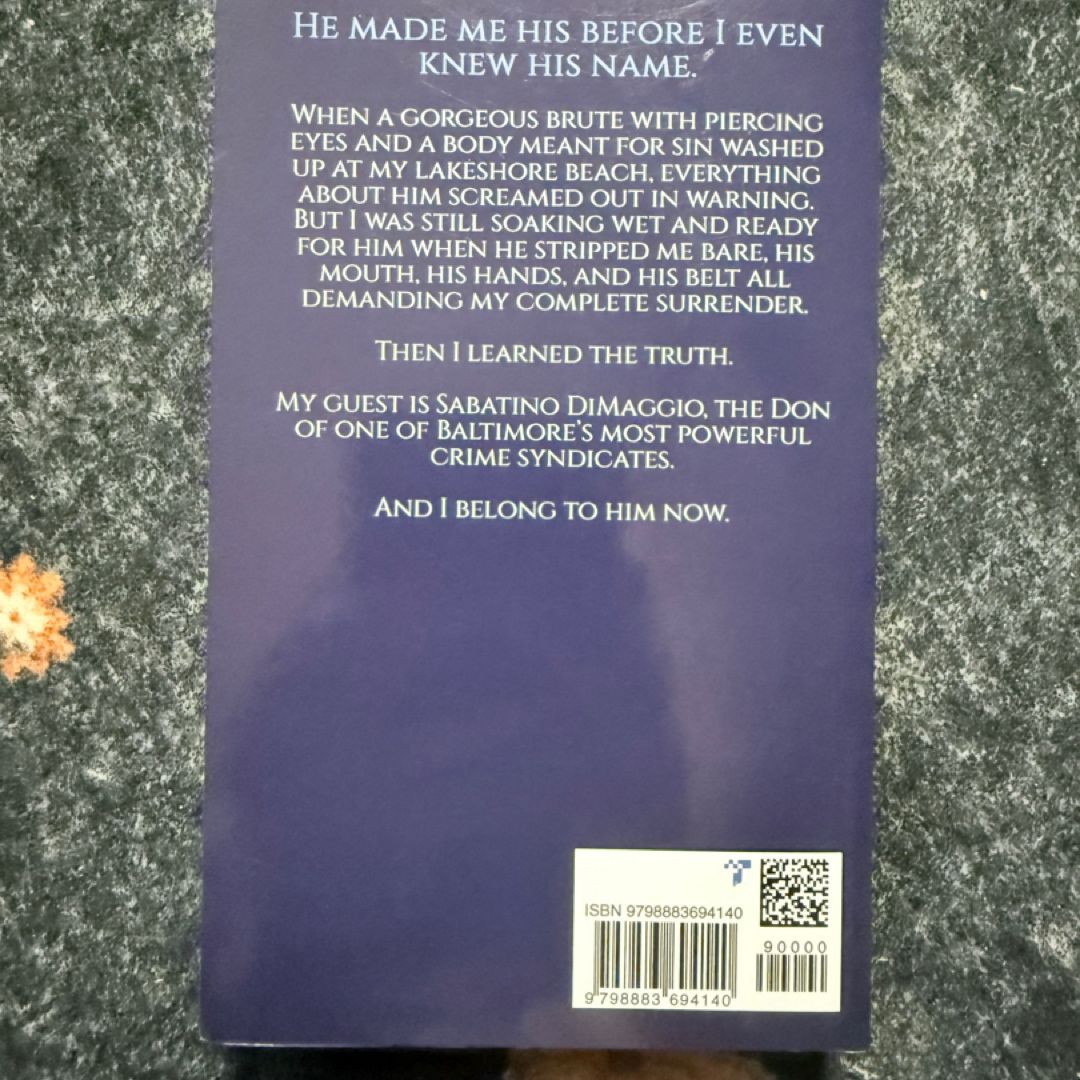 HE MADE ME HIS BEFORE I EVEN
KNEW HIS NAME.
WHEN A GORGEOUS BRUTE WITH PIERCING
EYES AND A BODY MEANT FOR SIN WASHED
UP AT MY LAKESHORE BEACH, EVERYTHING
ABOUT HIM SCREAMED OUT IN WARNING.
BUT I WAS STILL SOAKING WET AND READY
FOR HIM WHEN HE STRIPPED ME BARE, HIS
MOUTH, HIS HANDS, AND HIS BELT ALL
DEMANDING MY COMPLETE SURRENDER.
THEN I LEARNED THE TRUTH.
MY GUEST IS SABATINO DIMAGGIO, THE DON
OF ONE OF BALTIMORE'S MOST POWERFUL
CRIME SYNDICATES.
AND I BELONG TO HIM NOW.
ISBN 9798883694140
90000
9 798883 694140